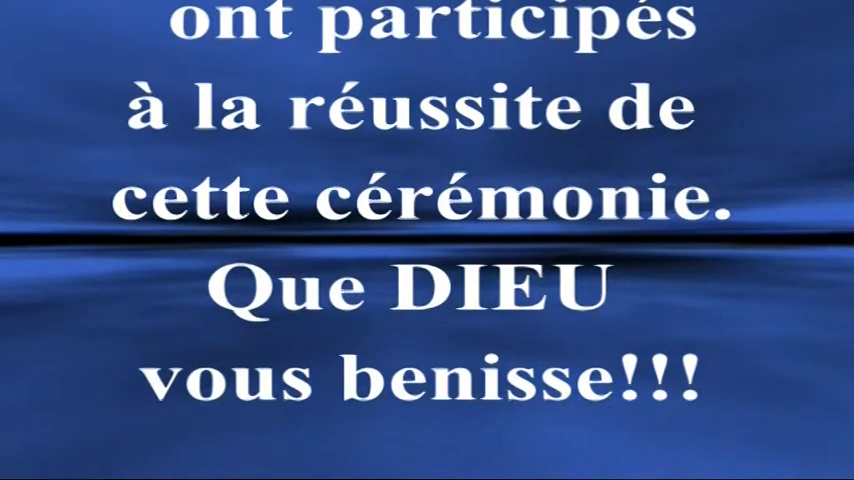 ont participés
à la réussite de
cette cérémonie.
Que DIEU
vous benisse!!!